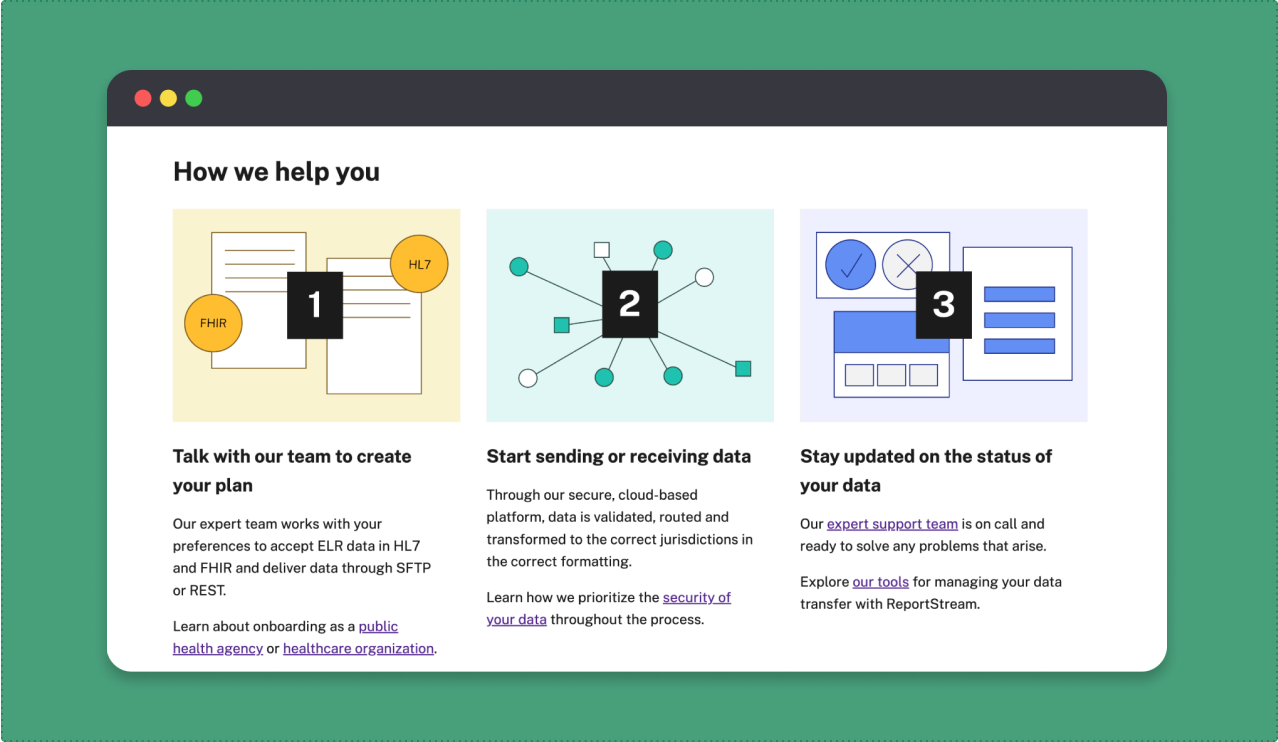 How we help you
HL7
FHIR
1
2
3
Talk with our team to create
your plan
Our expert team works with your
preferences to accept ELR data in HL7
and FHIR and deliver data through SFTP
or REST.
Learn about onboarding as a public
health agency or healthcare organization.
Start sending or receiving data
Through our secure, cloud-based
platform, data is validated, routed and
transformed to the correct jurisdictions in
the correct formatting.
Learn how we prioritize the security of
your data throughout the process.
Stay updated on the status of
your data
Our expert support team is on call and
ready to solve any problems that arise.
Explore our tools for managing your data
transfer with ReportStream.